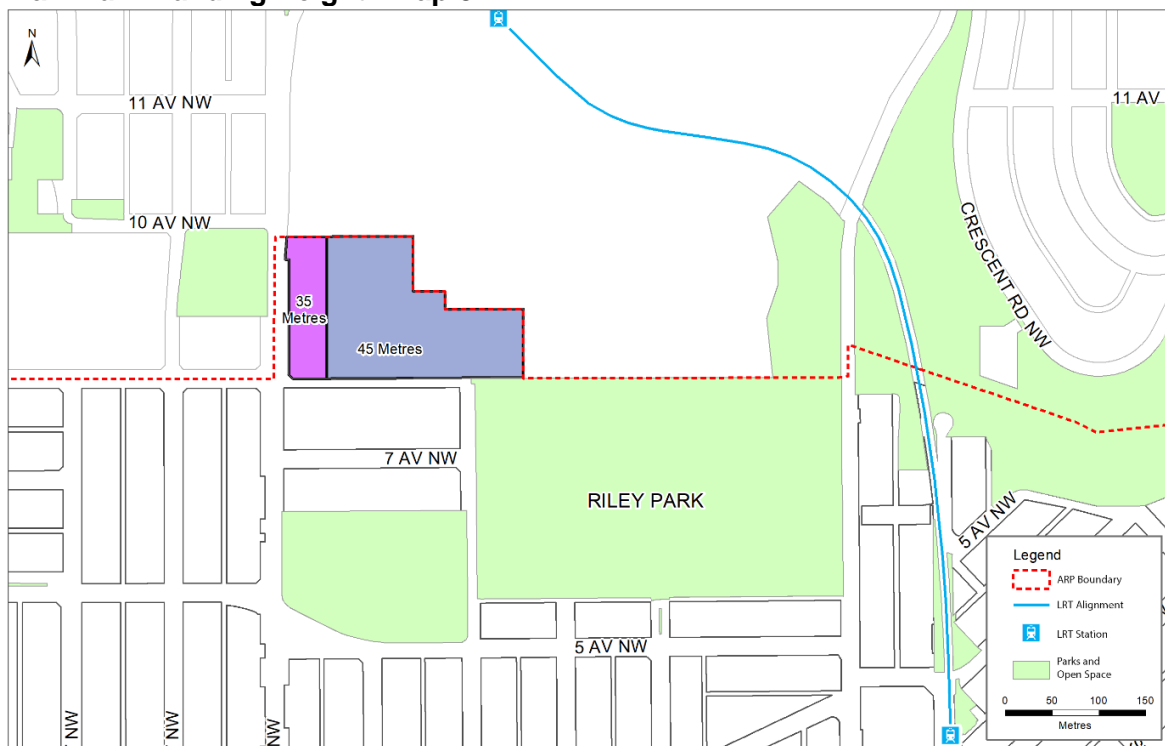 N
11 AV NW
11 AV
10 AV NW
CRESCENT RD NW
35
Metres
45 Metres
7 AV NW
RILEY PARK
5 AV NW
5 AV NW
Legend
ARP Boundary
LRT Alignment
LRT Station
Parks and
Open Space
0 50 100 150
Metres
NW
NW
NW